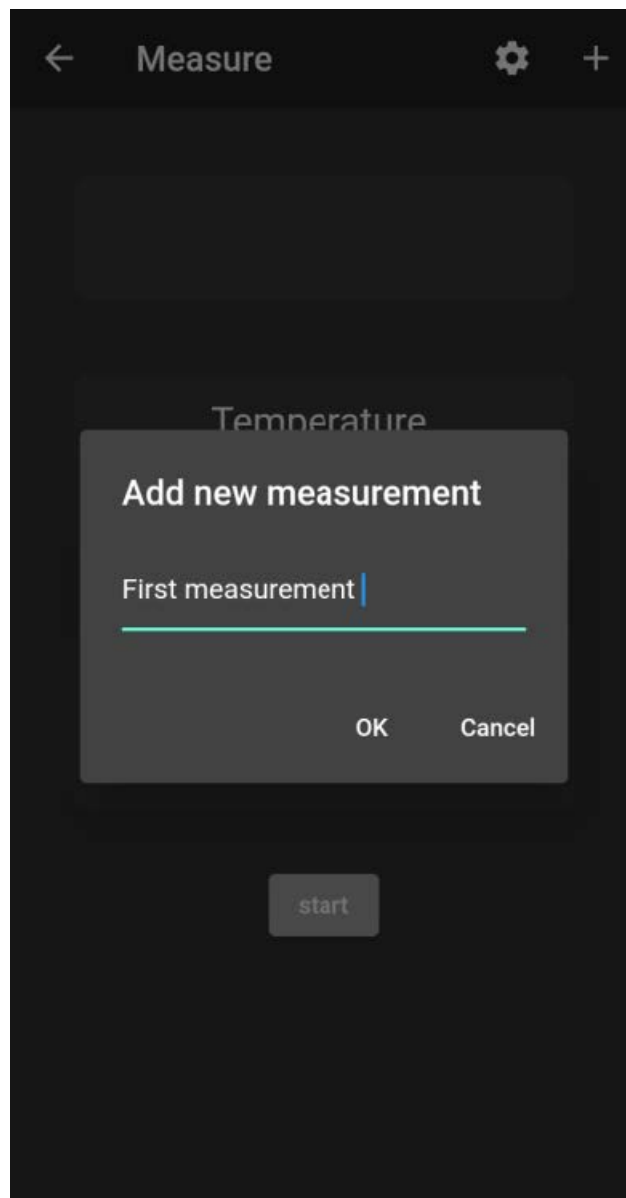 Measure
Temperature
Add new measurement
First measurement
OK Cancel
start